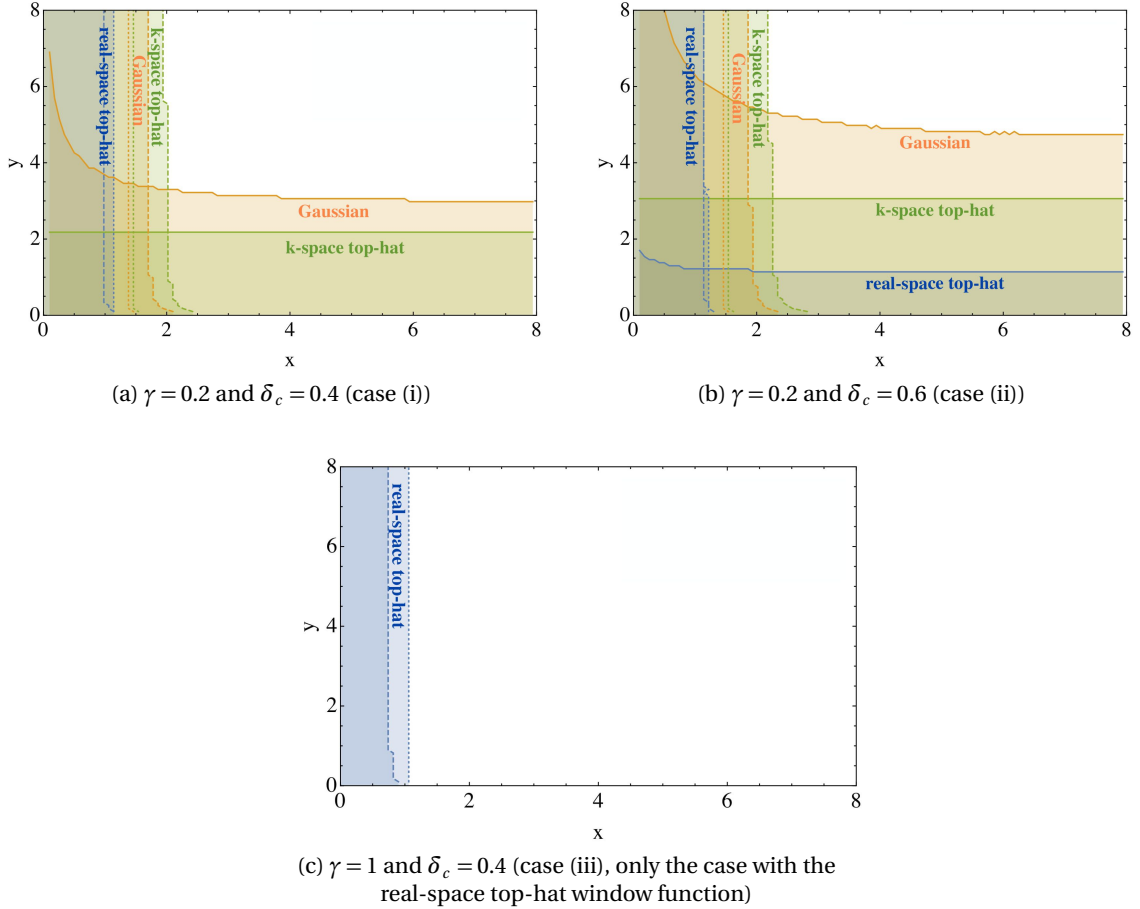 8
6
4
2
0
y
0
2
4
6
8
x
real-space top-hat
Gaussian
k-space top-hat
Gaussian
k-space top-hat
(a) γ = 0.2 and δc = 0.4 (case (i))
8
6
4
2
0
y
0
2
4
6
8
x
real-space top-hat
Gaussian
k-space top-hat
Gaussian
k-space top-hat
real-space top-hat
(b) γ = 0.2 and δc = 0.6 (case (ii))
8
6
4
2
0
y
0
2
4
6
8
x
real-space top-hat
(c) γ = 1 and δc = 0.4 (case (iii), only the case with the
real-space top-hat window function)